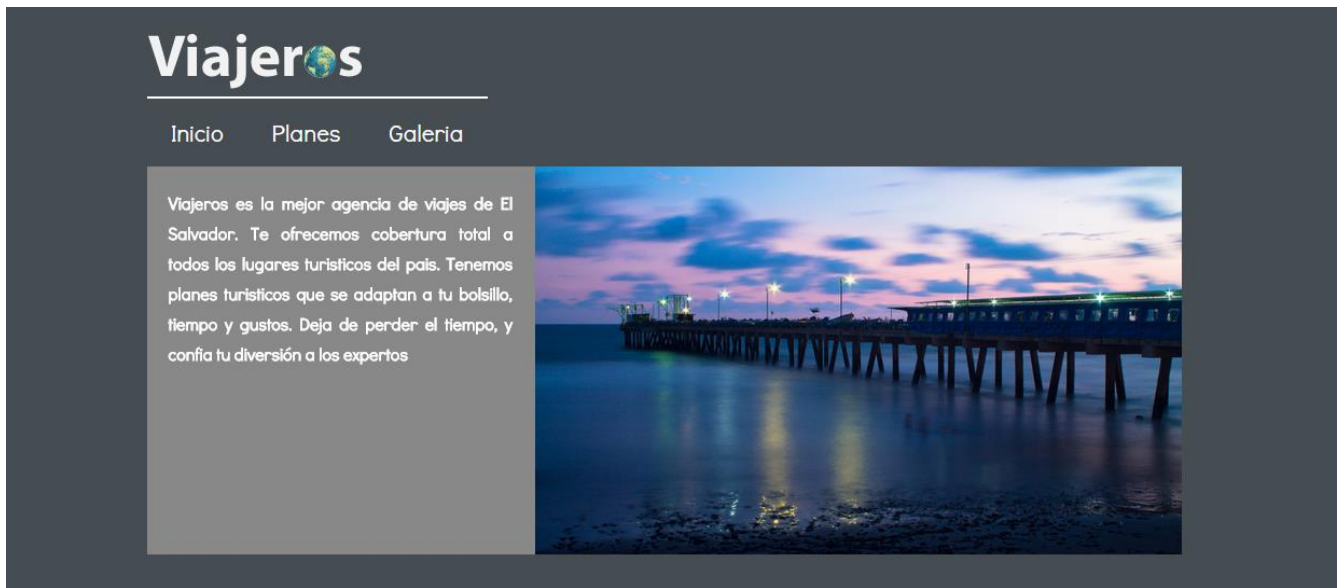 Viajeros
Inicio Planes Galeria
Viajeros es la mejor agencia de viajes de El
Salvador. Te ofrecemos cobertura total a
todos los lugares turisticos del pais. Tenemos
planes turisticos que se adaptan a tu bolsillo,
tiempo y gustos. Deja de perder el tiempo, y
confia tu diversión a los expertos